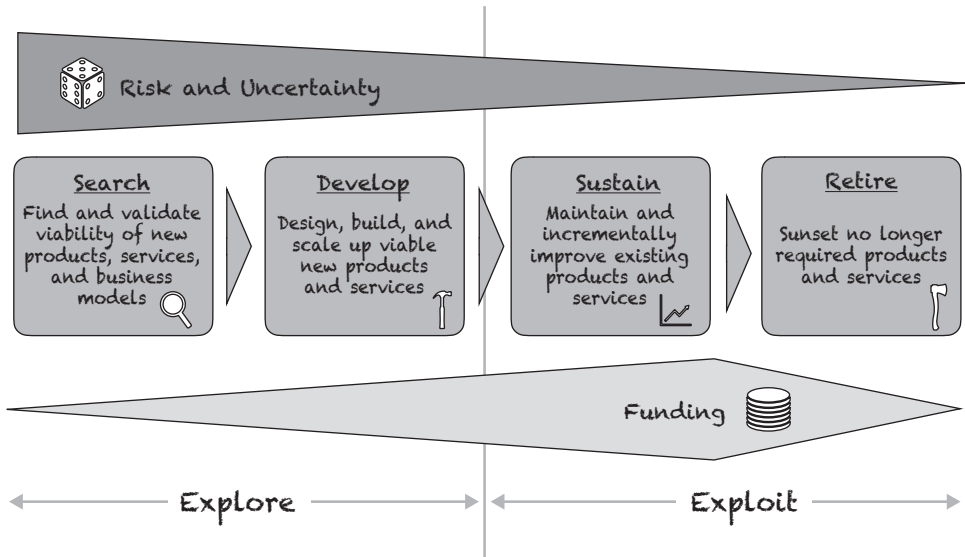 Risk and Uncertainty
Search
Find and validate
viability of new
products, services,
and business
models
Develop
Design, build, and
scale up viable
new products
and services
Sustain
Maintain and
incrementally
improve existing
products and
services
Retire
Sunset no longer
required products
and services
Funding
Explore
Exploit